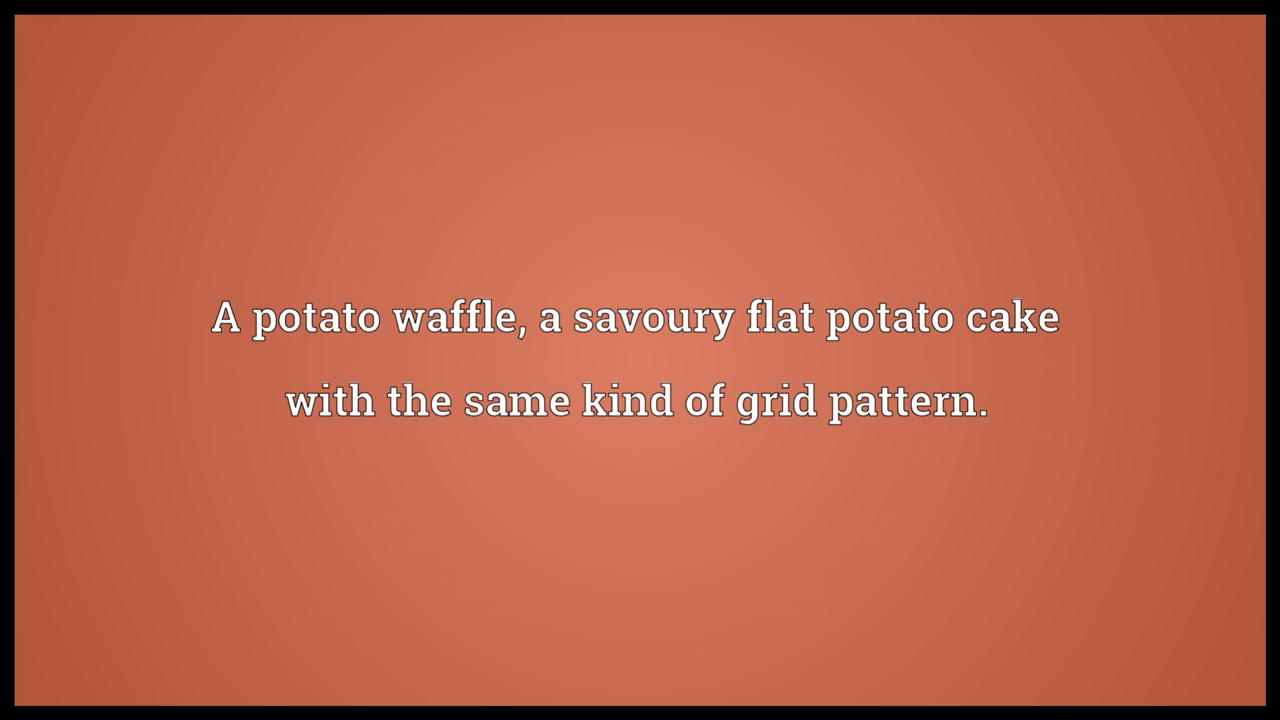 A potato waffle, a savoury flat potato cake
with the same kind of grid pattern.